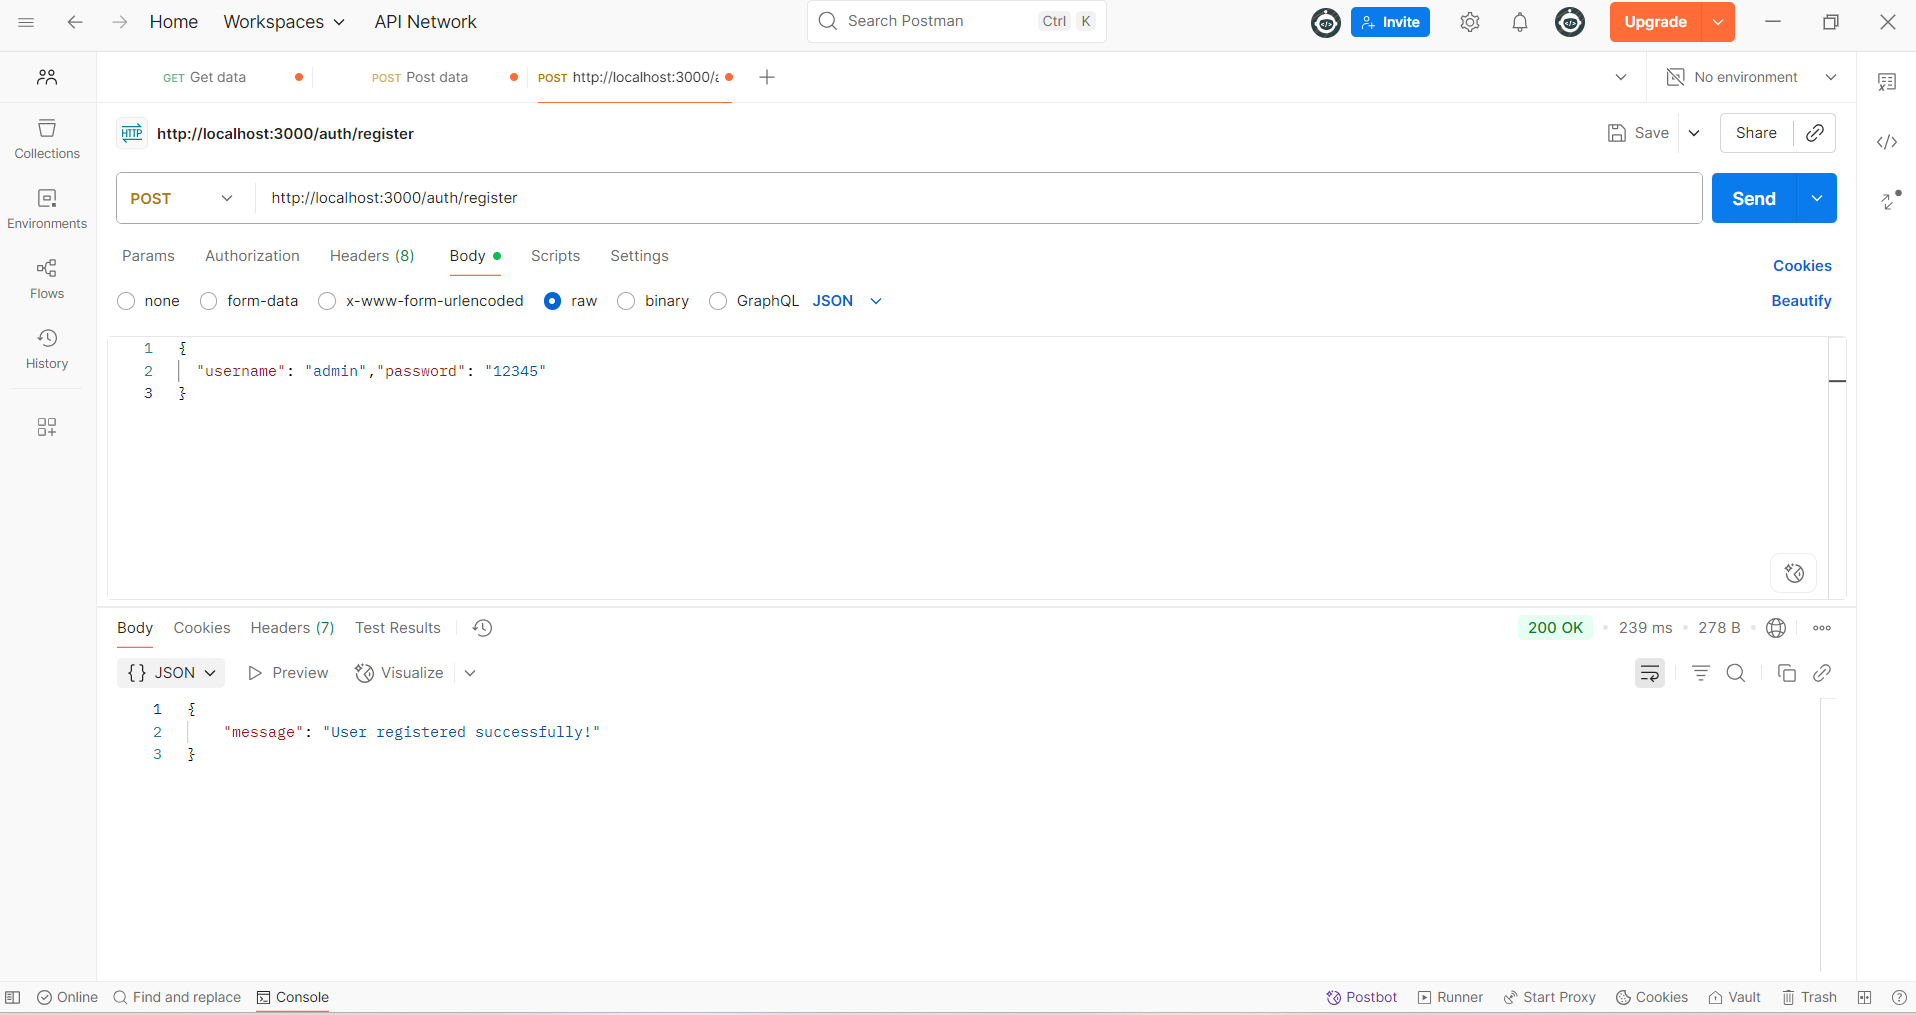 Home Workspaces API Network Search Postman Ctrl K Invite Upgrade
GET Get data POST Post data POST http://localhost:3000/a No environment
HTTP http://localhost:3000/auth/register Save Share
Collections
POST http://localhost:3000/auth/register Send
Environments
Params Authorization Headers (8) Body Scripts Settings Cookies
Flows
none form-data x-www-form-urlencoded raw binary GraphQL JSON Beautify
History
1 {
2 "username": "admin","password": "12345"
3 }
Body Cookies Headers (7) Test Results 200 OK • 239 ms • 278 B •
{} JSON Preview Visualize
1 {
2 "message": "User registered successfully!"
3 }
Online Find and replace Console Postbot Runner Start Proxy Cookies Vault Trash